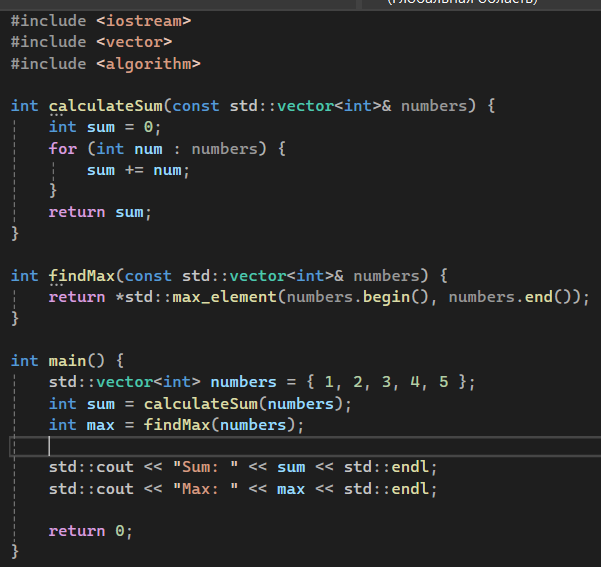 (Глобальная область)
#include <iostream>
#include <vector>
#include <algorithm>
int calculateSum(const std::vector<int>& numbers) {
int sum = 0;
for (int num : numbers) {
sum += num;
}
return sum;
}
int findMax(const std::vector<int>& numbers) {
return *std::max_element(numbers.begin(), numbers.end());
}
int main() {
std::vector<int> numbers = { 1, 2, 3, 4, 5 };
int sum = calculateSum(numbers);
int max = findMax(numbers);
std::cout << "Sum: " << sum << std::endl;
std::cout << "Max: " << max << std::endl;
return 0;
}